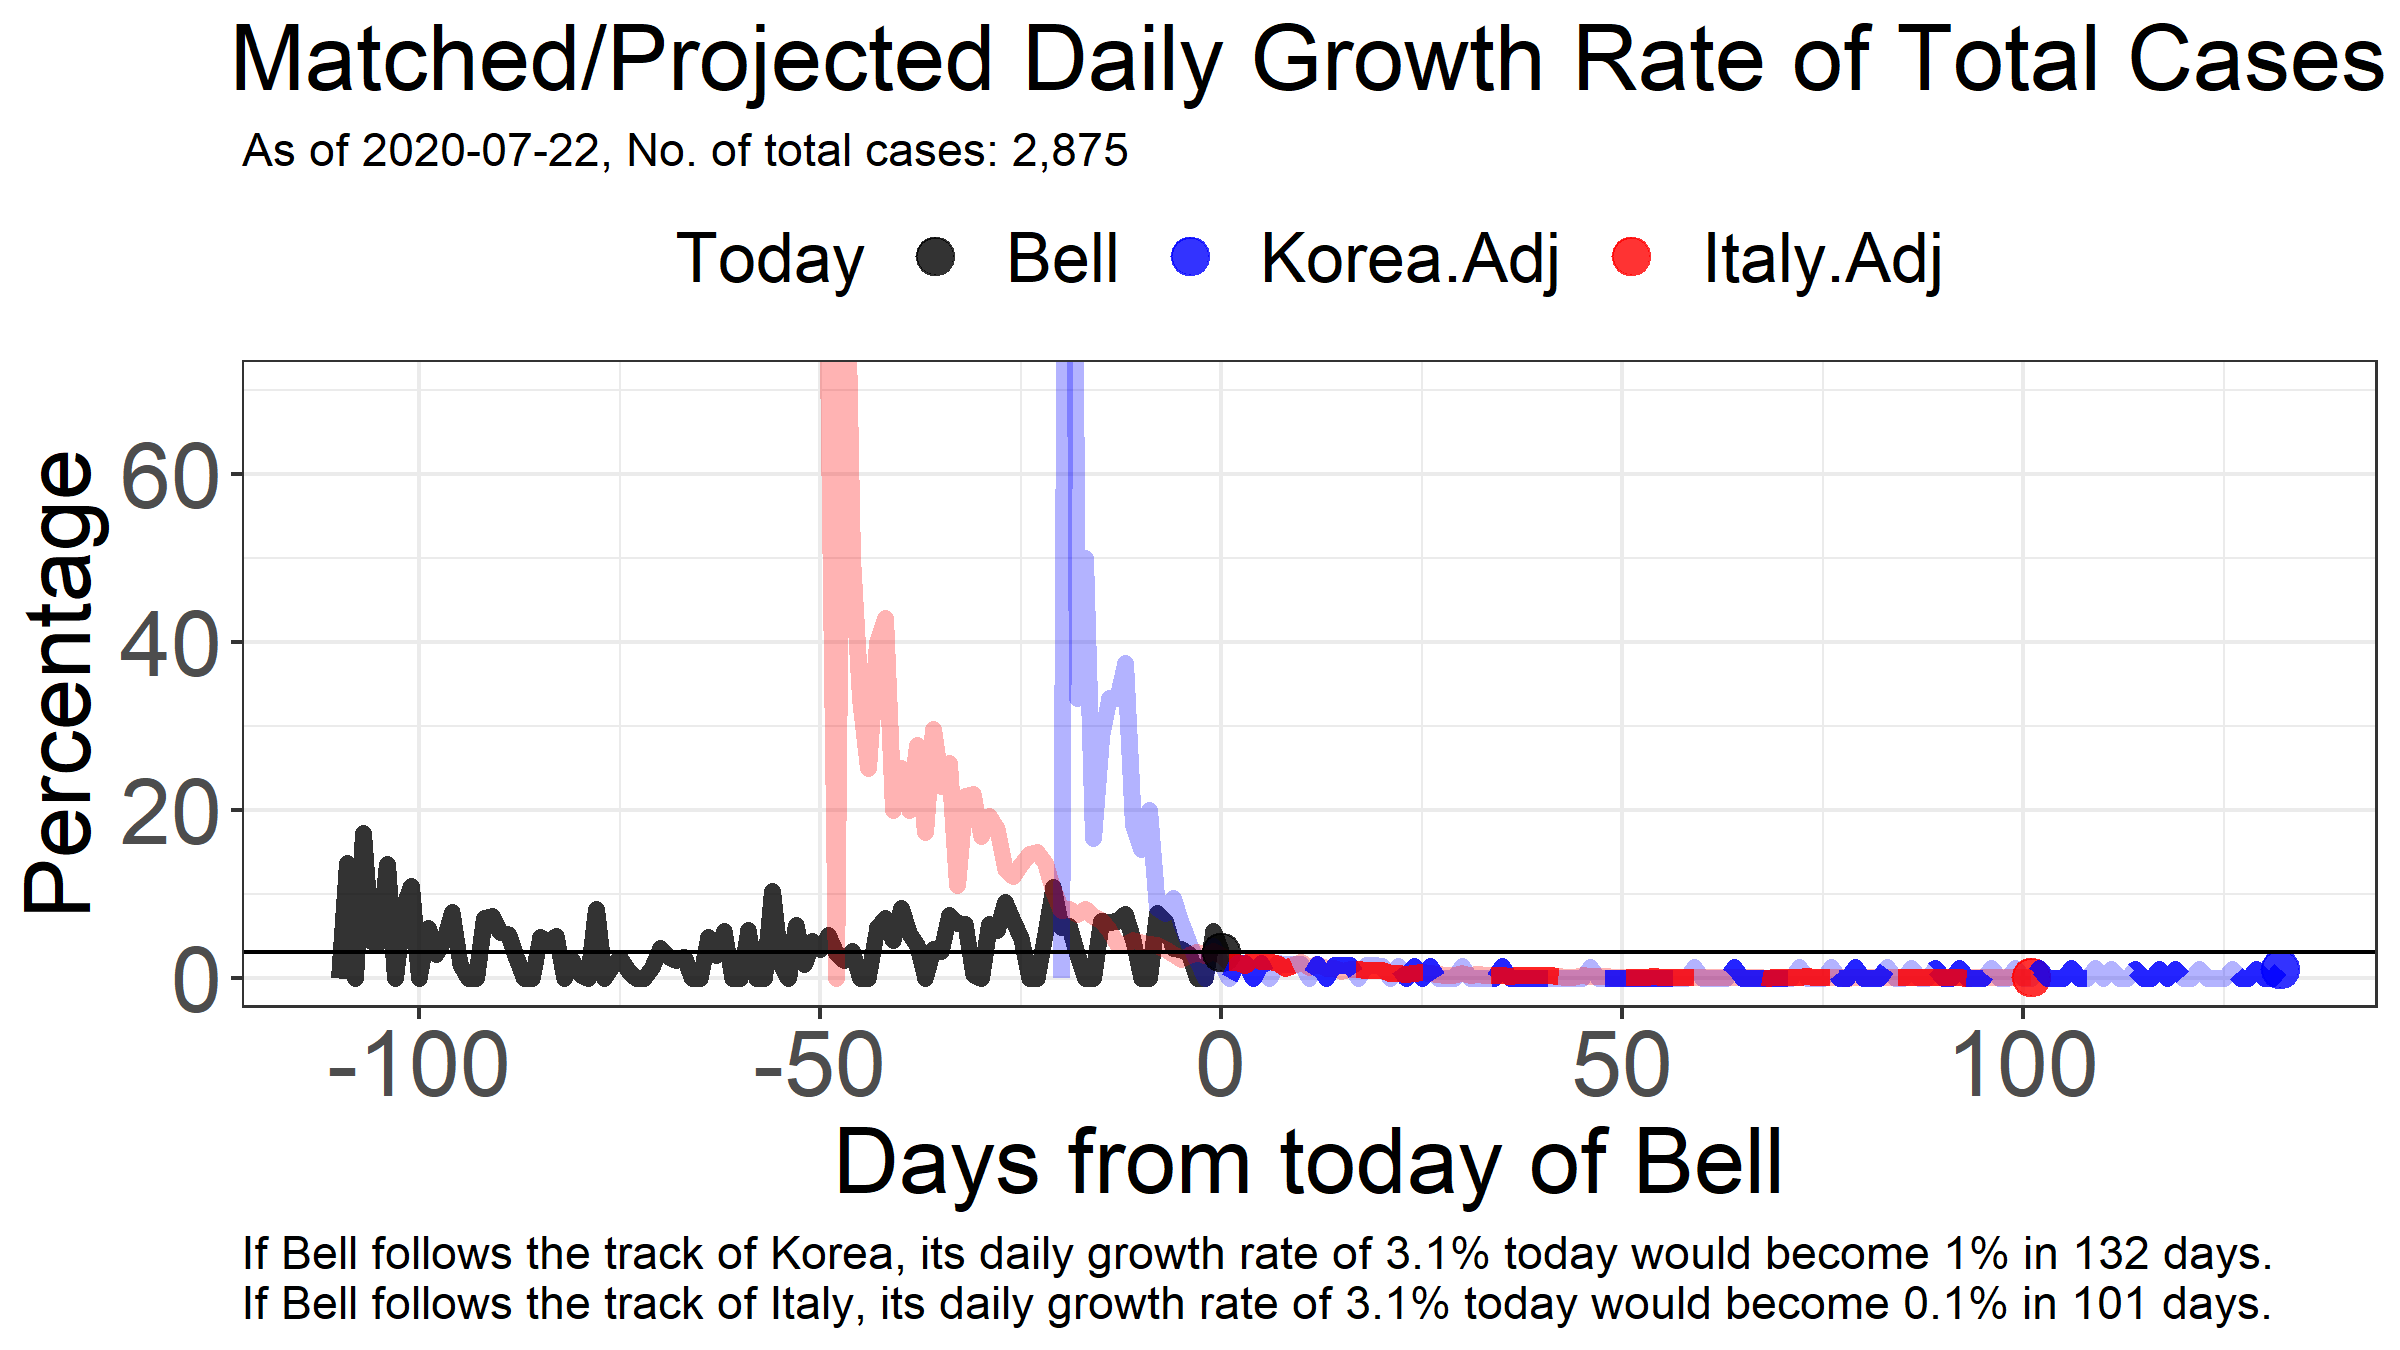 Matched/Projected Daily Growth Rate of Total Cases
As of 2020-07-22, No. of total cases: 2,875
Today Bell Korea.Adj Italy.Adj
Percentage
60
40
20
0
-100 -50 0 50 100
Days from today of Bell
If Bell follows the track of Korea, its daily growth rate of 3.1% today would become 1% in 132 days.
If Bell follows the track of Italy, its daily growth rate of 3.1% today would become 0.1% in 101 days.